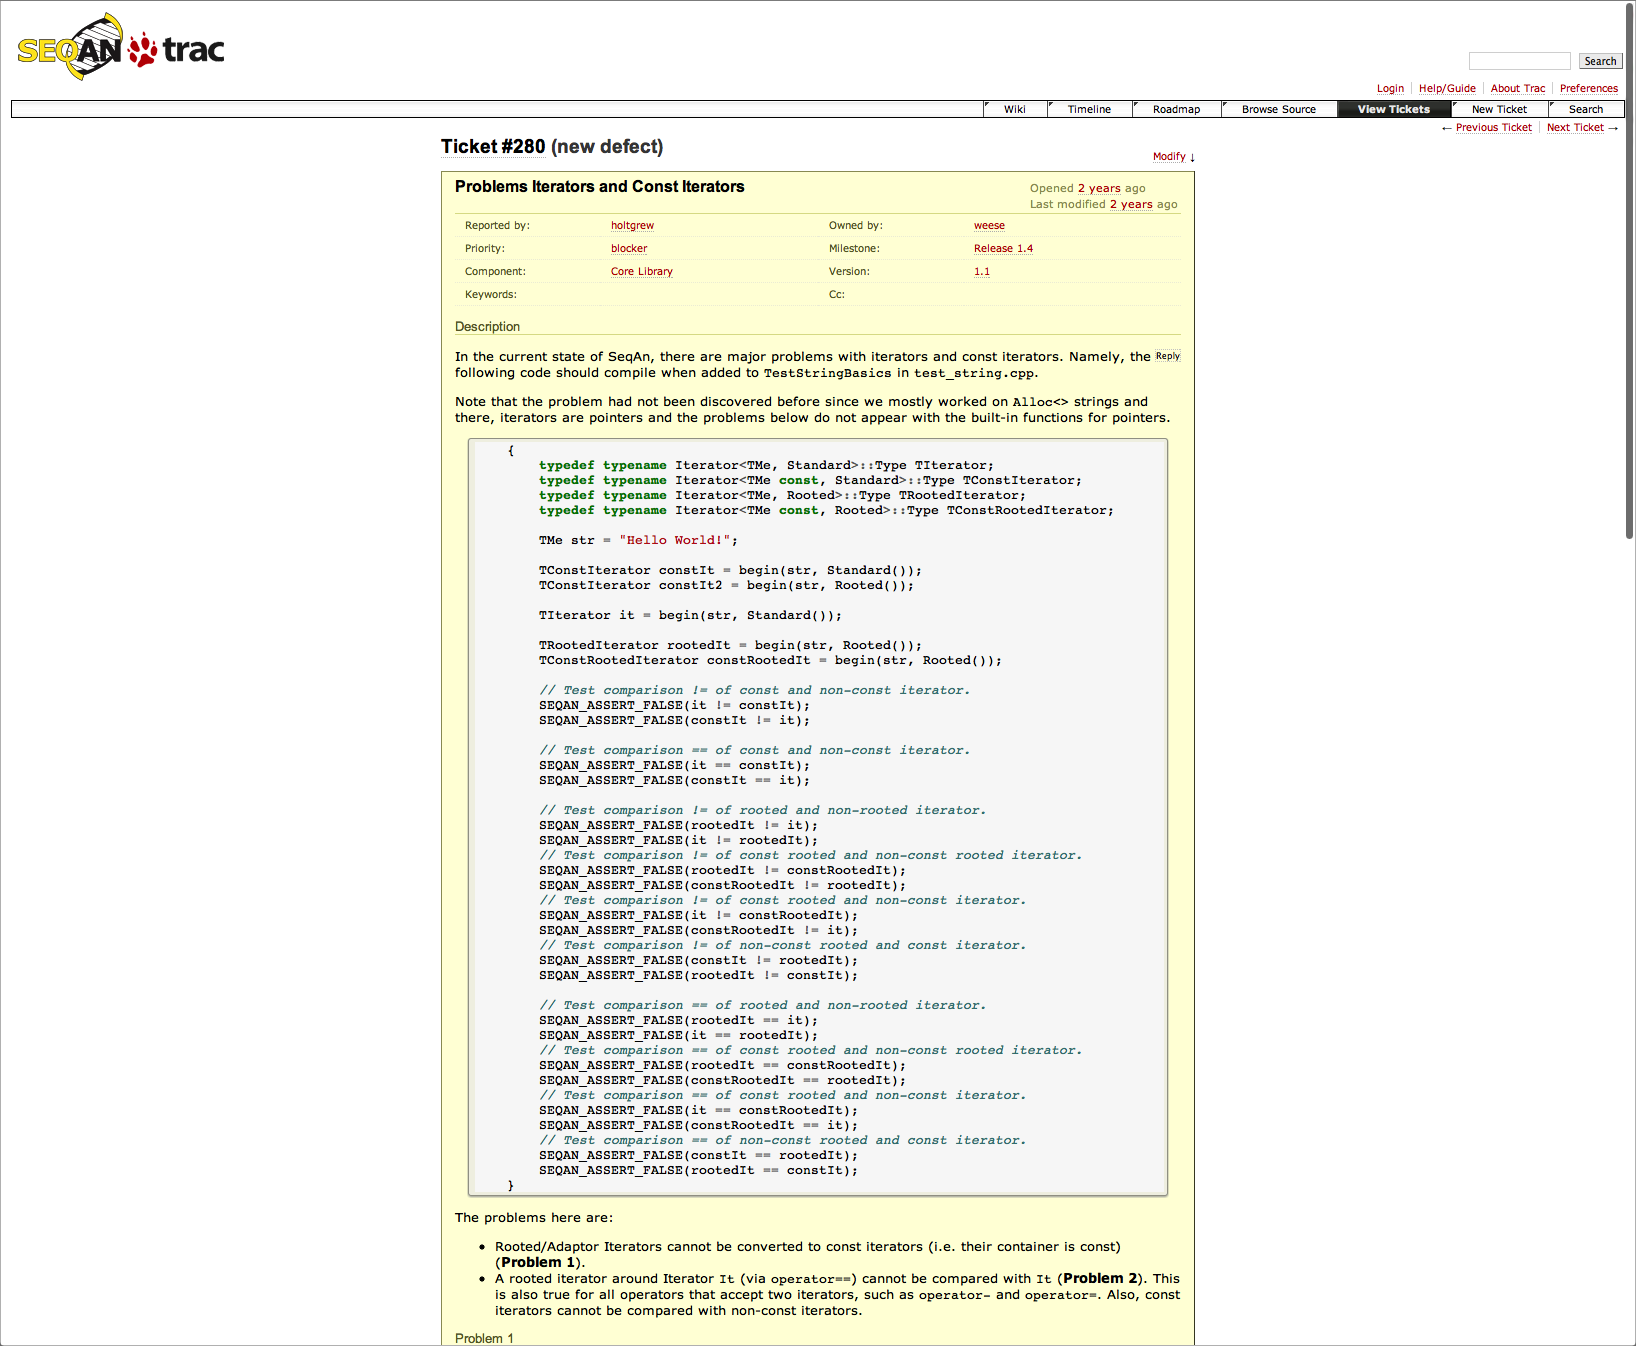 SEQAN trac
Search
Login Help/Guide About Trac Preferences
Wiki Timeline Roadmap Browse Source View Tickets New Ticket Search
← Previous Ticket Next Ticket →
Ticket #280 (new defect)
Modify ↓
Problems Iterators and Const Iterators
Opened 2 years ago
Last modified 2 years ago
Reported by: holtgrew Owned by: weese
Priority: blocker Milestone: Release 1.4
Component: Core Library Version: 1.1
Keywords: Cc:
Description
In the current state of SeqAn, there are major problems with iterators and const iterators. Namely, the Reply
following code should compile when added to TestStringBasics in test_string.cpp.
Note that the problem had not been discovered before since we mostly worked on Alloc<> strings and
there, iterators are pointers and the problems below do not appear with the built-in functions for pointers.
{
typedef typename Iterator<TMe, Standard>::Type TIterator;
typedef typename Iterator<TMe const, Standard>::Type TConstIterator;
typedef typename Iterator<TMe, Rooted>::Type TRootedIterator;
typedef typename Iterator<TMe const, Rooted>::Type TConstRootedIterator;
TMe str = "Hello World!";
TConstIterator constIt = begin(str, Standard());
TConstIterator constIt2 = begin(str, Rooted());
TIterator it = begin(str, Standard());
TRootedIterator rootedIt = begin(str, Rooted());
TConstRootedIterator constRootedIt = begin(str, Rooted());
// Test comparison != of const and non-const iterator.
SEQAN_ASSERT_FALSE(it != constIt);
SEQAN_ASSERT_FALSE(constIt != it);
// Test comparison == of const and non-const iterator.
SEQAN_ASSERT_FALSE(it == constIt);
SEQAN_ASSERT_FALSE(constIt == it);
// Test comparison != of rooted and non-rooted iterator.
SEQAN_ASSERT_FALSE(rootedIt != it);
SEQAN_ASSERT_FALSE(it != rootedIt);
// Test comparison != of const rooted and non-const rooted iterator.
SEQAN_ASSERT_FALSE(rootedIt != constRootedIt);
SEQAN_ASSERT_FALSE(constRootedIt != rootedIt);
// Test comparison != of const rooted and non-const iterator.
SEQAN_ASSERT_FALSE(it != constRootedIt);
SEQAN_ASSERT_FALSE(constRootedIt != it);
// Test comparison != of non-const rooted and const iterator.
SEQAN_ASSERT_FALSE(constIt != rootedIt);
SEQAN_ASSERT_FALSE(rootedIt != constIt);
// Test comparison == of rooted and non-rooted iterator.
SEQAN_ASSERT_FALSE(rootedIt == it);
SEQAN_ASSERT_FALSE(it == rootedIt);
// Test comparison == of const rooted and non-const rooted iterator.
SEQAN_ASSERT_FALSE(rootedIt == constRootedIt);
SEQAN_ASSERT_FALSE(constRootedIt == rootedIt);
// Test comparison == of const rooted and non-const iterator.
SEQAN_ASSERT_FALSE(it == constRootedIt);
SEQAN_ASSERT_FALSE(constRootedIt == it);
// Test comparison == of non-const rooted and const iterator.
SEQAN_ASSERT_FALSE(constIt == rootedIt);
SEQAN_ASSERT_FALSE(rootedIt == constIt);
}
The problems here are:
• Rooted/Adaptor Iterators cannot be converted to const iterators (i.e. their container is const)
(Problem 1).
• A rooted iterator around Iterator It (via operator==) cannot be compared with It (Problem 2). This
is also true for all operators that accept two iterators, such as operator- and operator=. Also, const
iterators cannot be compared with non-const iterators.
Problem 1